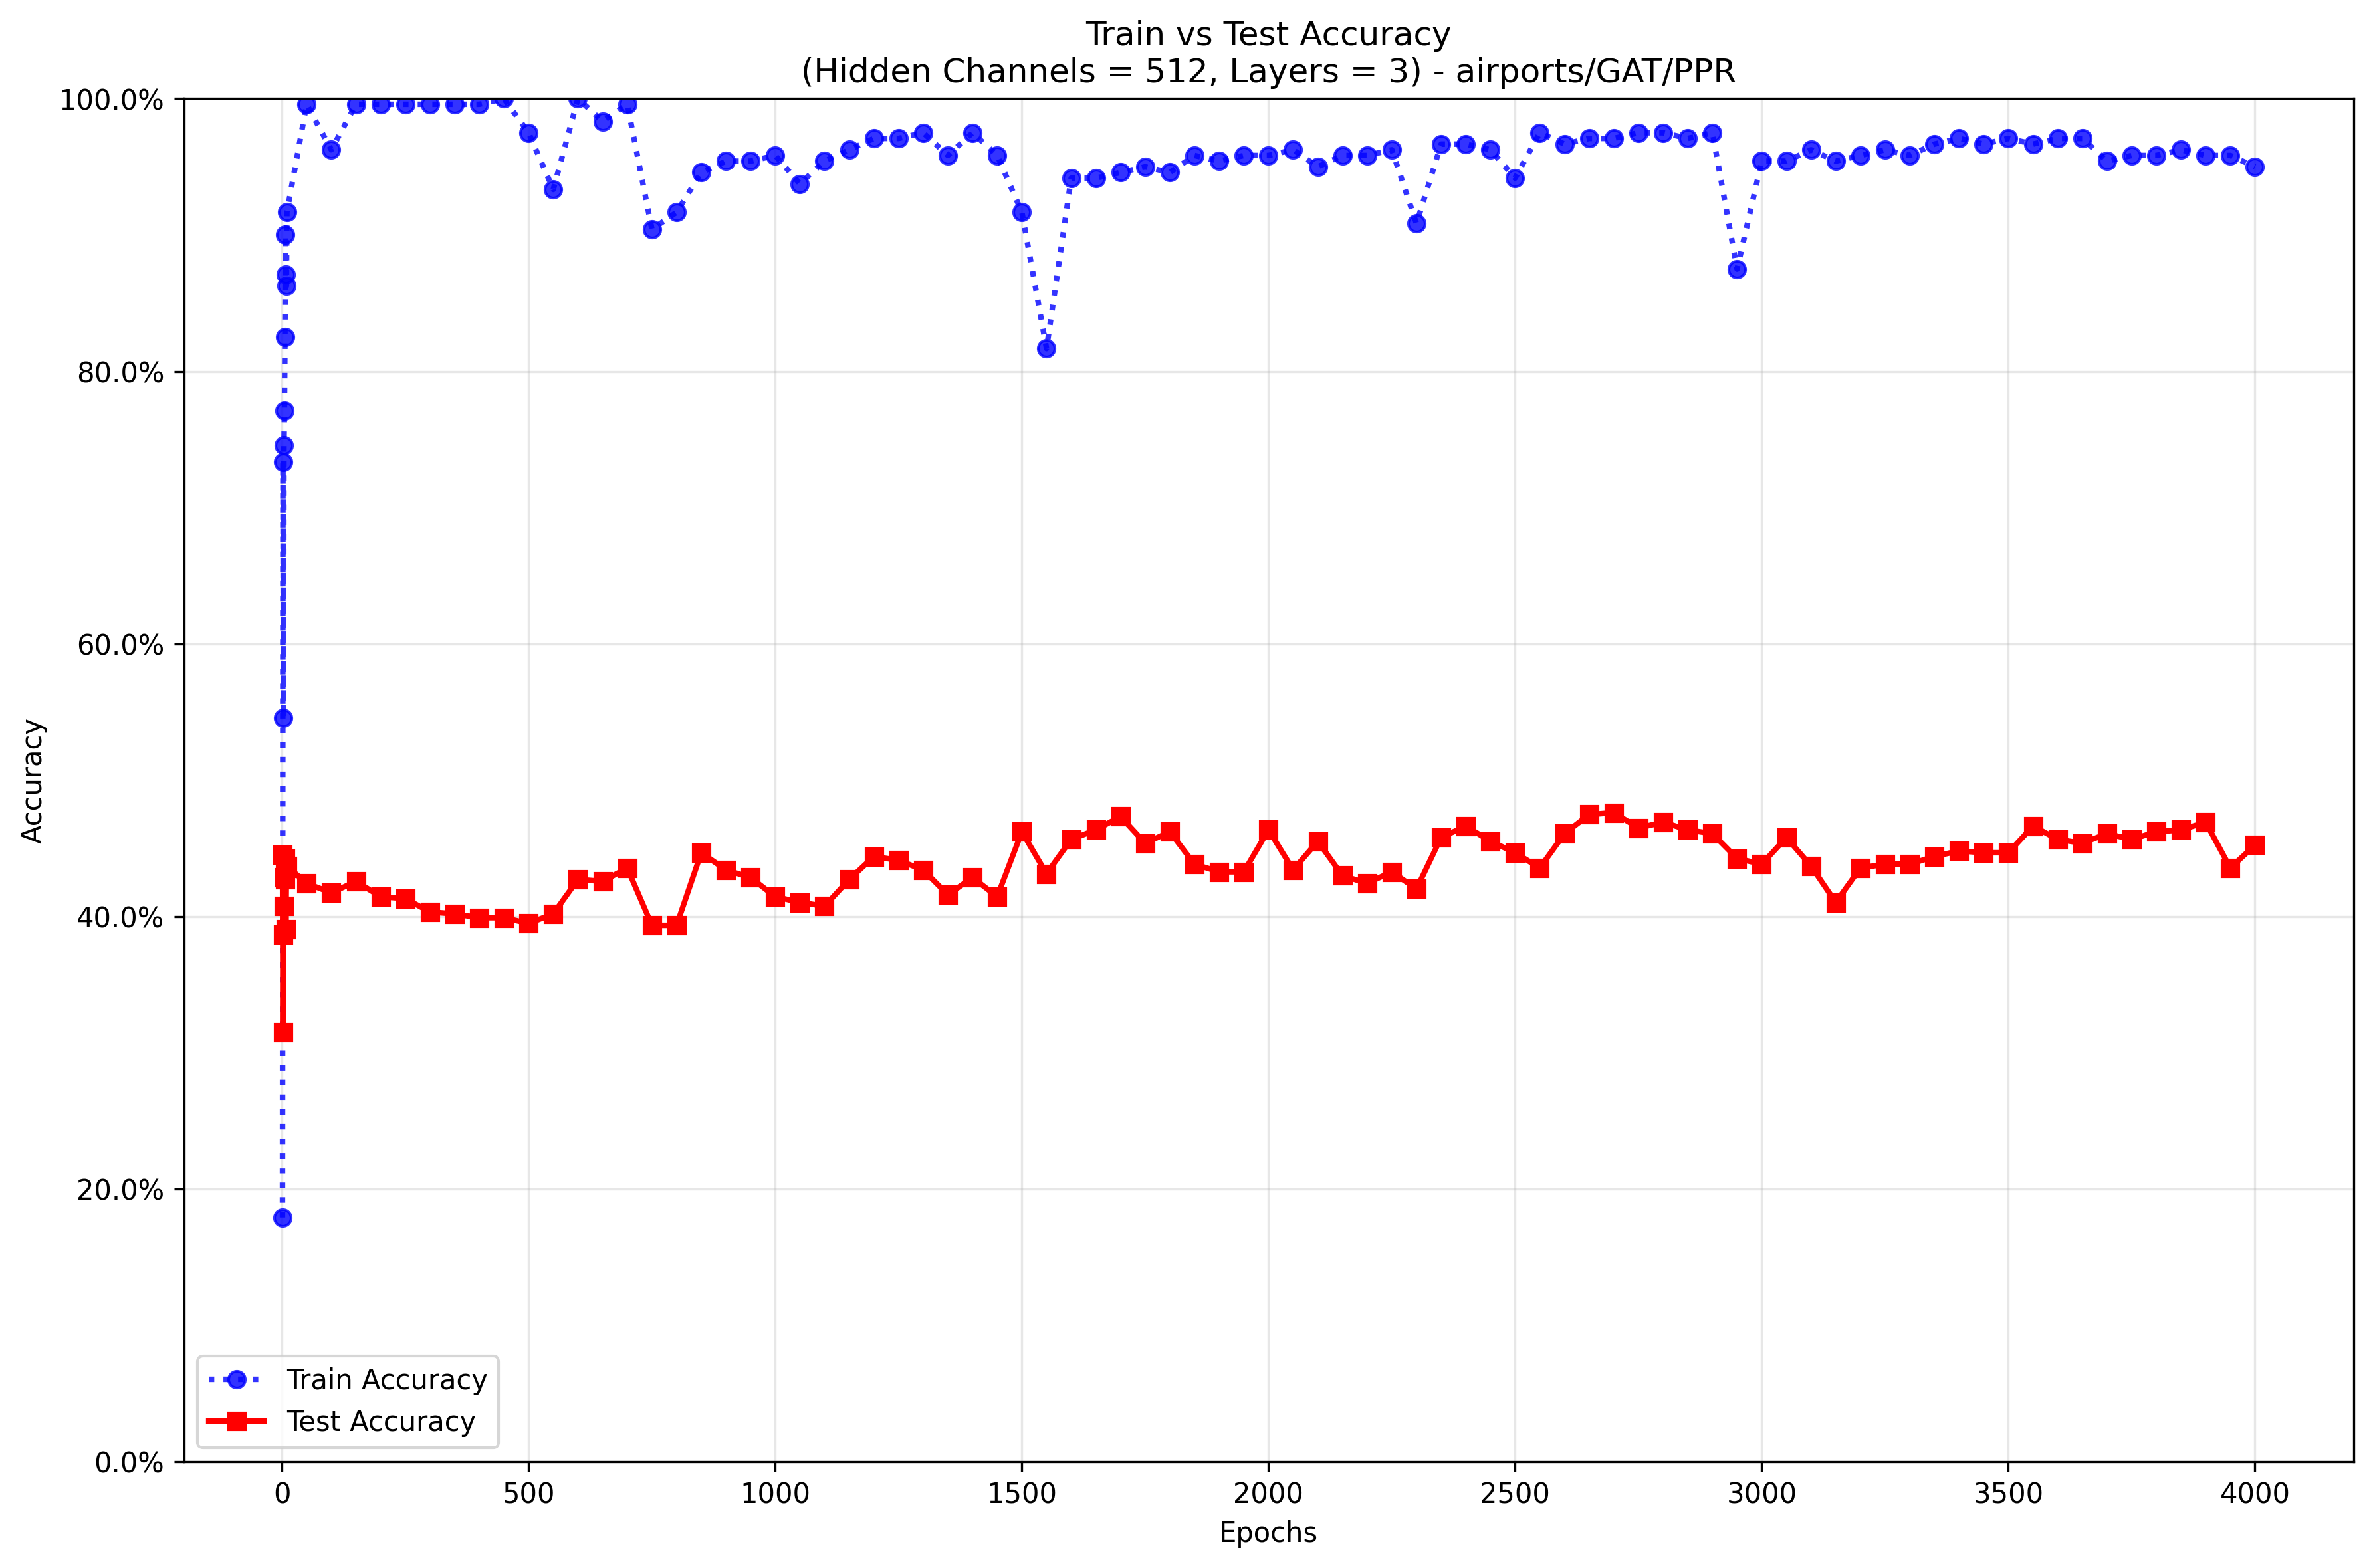 Train vs Test Accuracy
(Hidden Channels = 512, Layers = 3) - airports/GAT/PPR
100.0%
80.0%
60.0%
40.0%
20.0%
0.0%
Accuracy
Train Accuracy
Test Accuracy
0 500 1000 1500 2000 2500 3000 3500 4000
Epochs